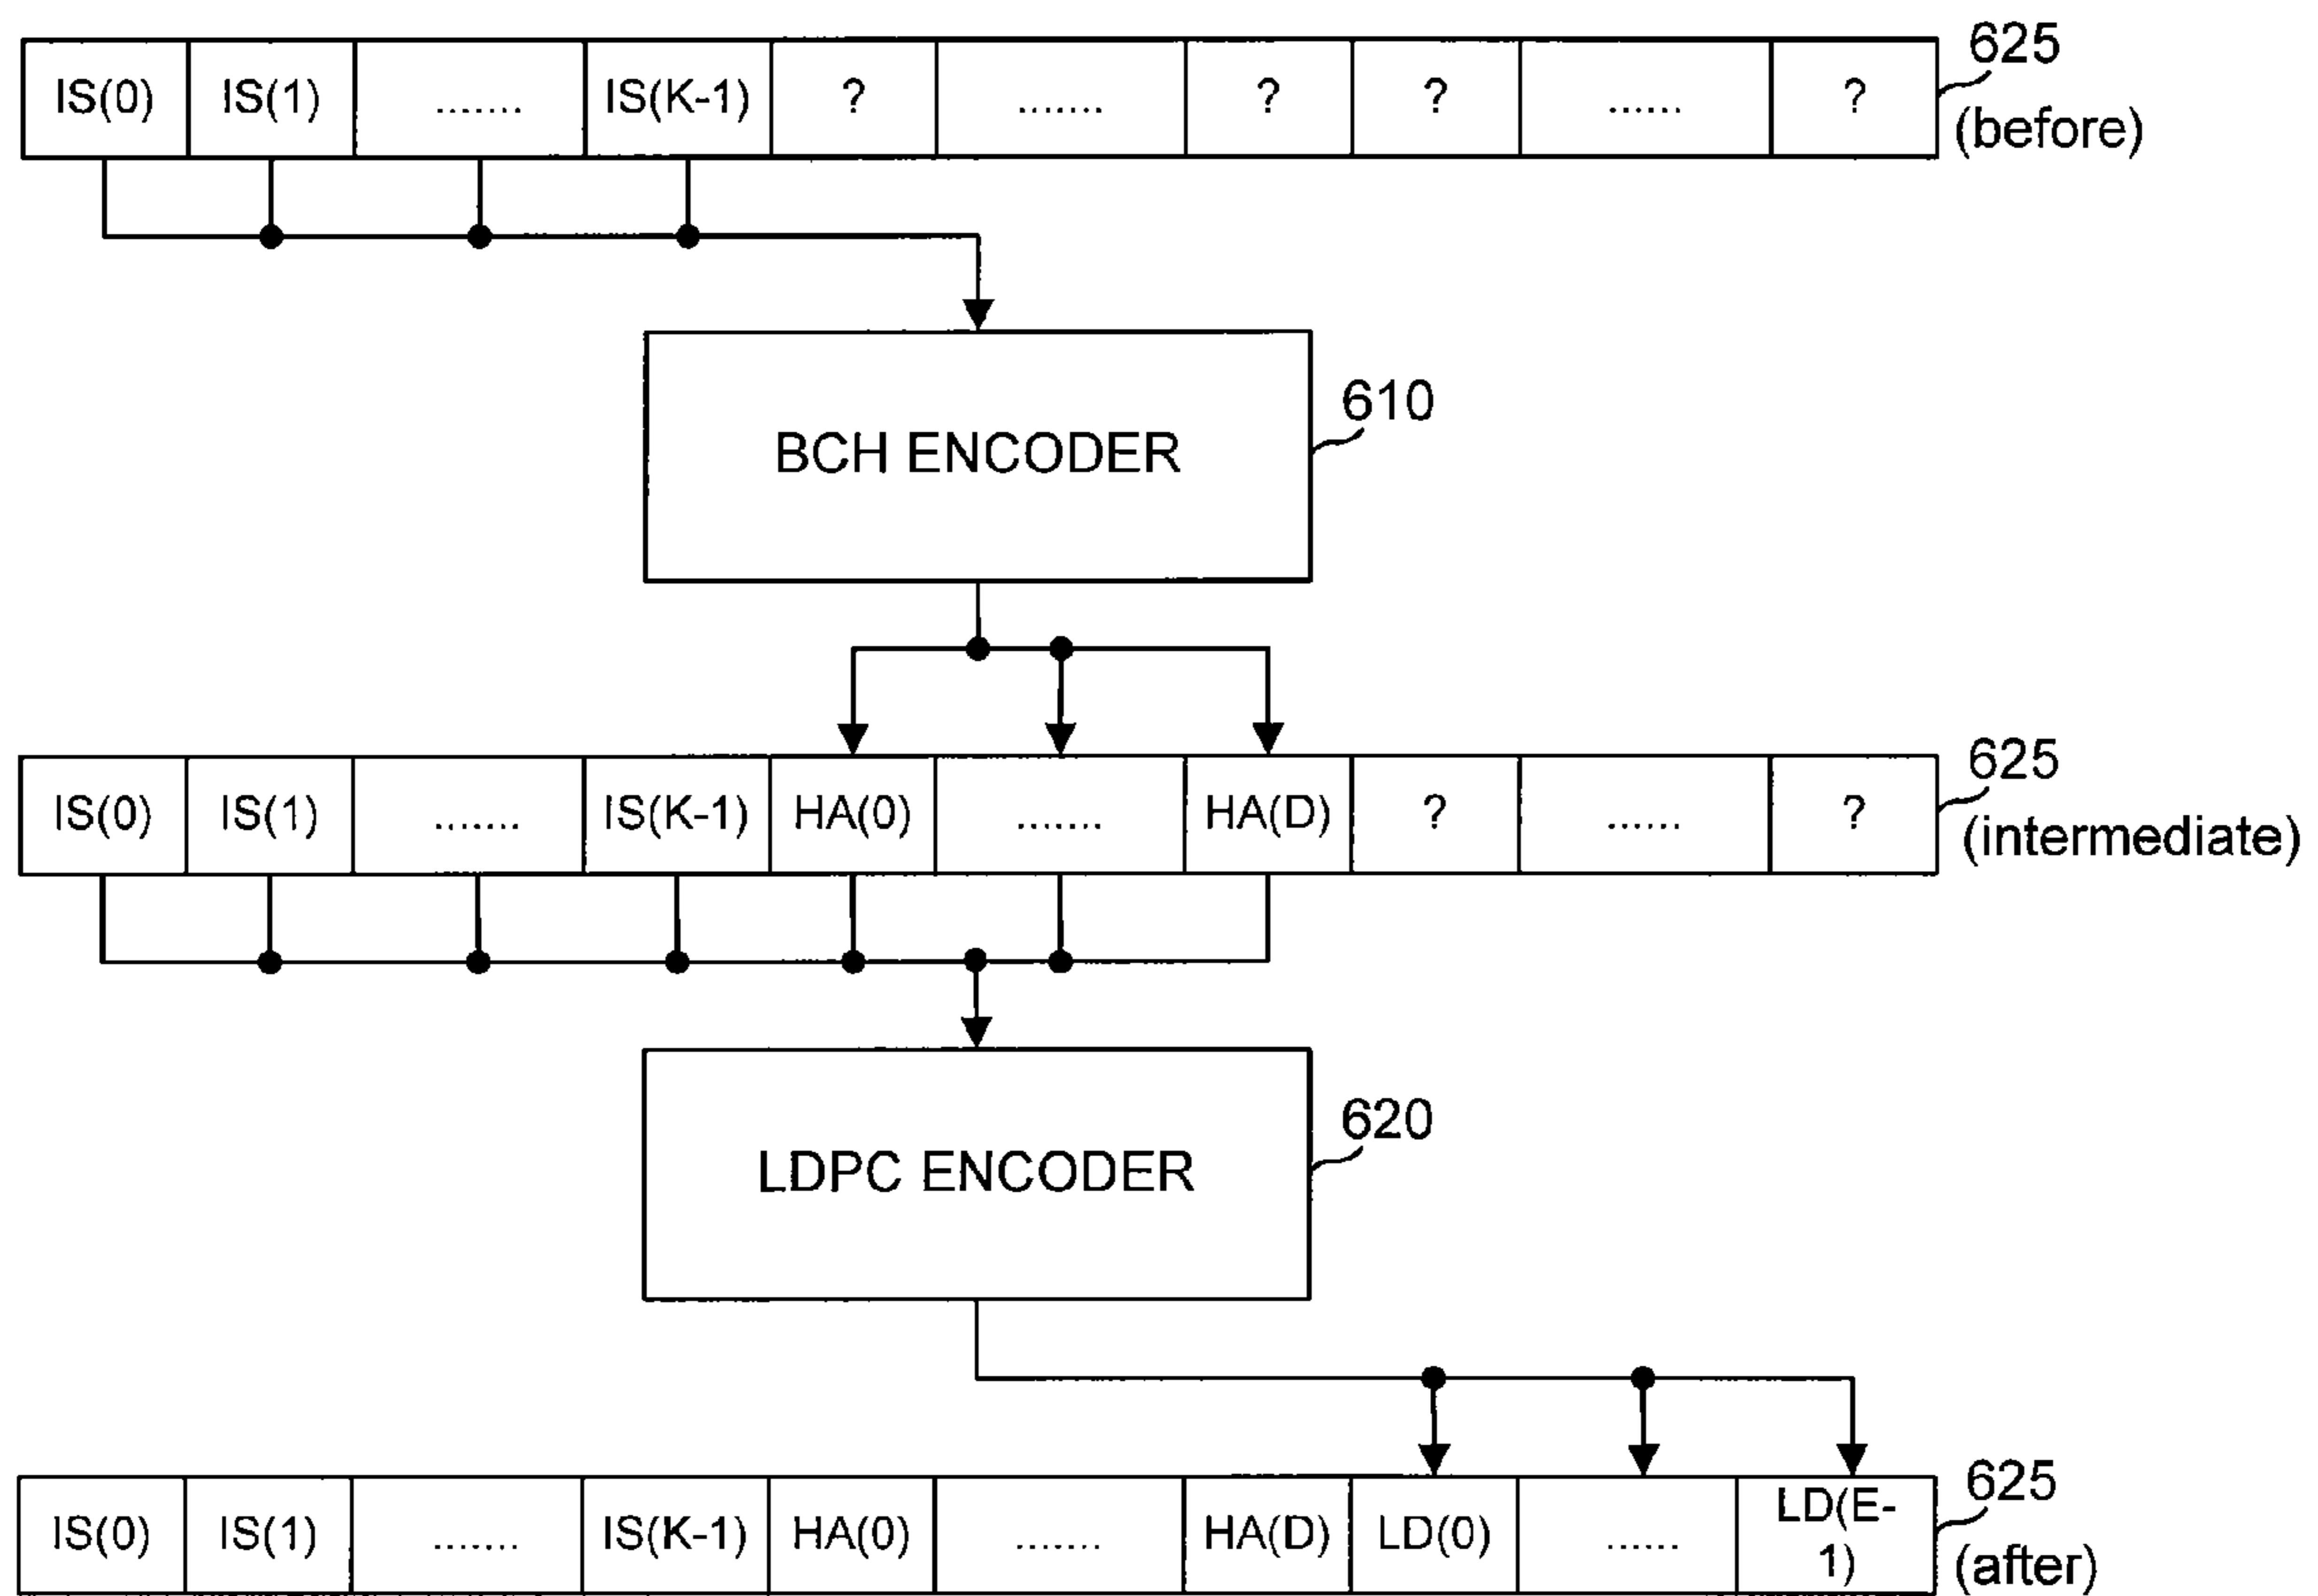 IS(0) IS(1) ....... IS(K-1) ? ....... ? ? ...... ? 625
(before)
BCH ENCODER 610
IS(0) IS(1) ....... IS(K-1) HA(0) ....... HA(D) ? ...... ? 625
(intermediate)
LDPC ENCODER 620
IS(0) IS(1) ....... IS(K-1) HA(0) ....... HA(D) LD(0) ...... LD(E-
1) 625
(after)